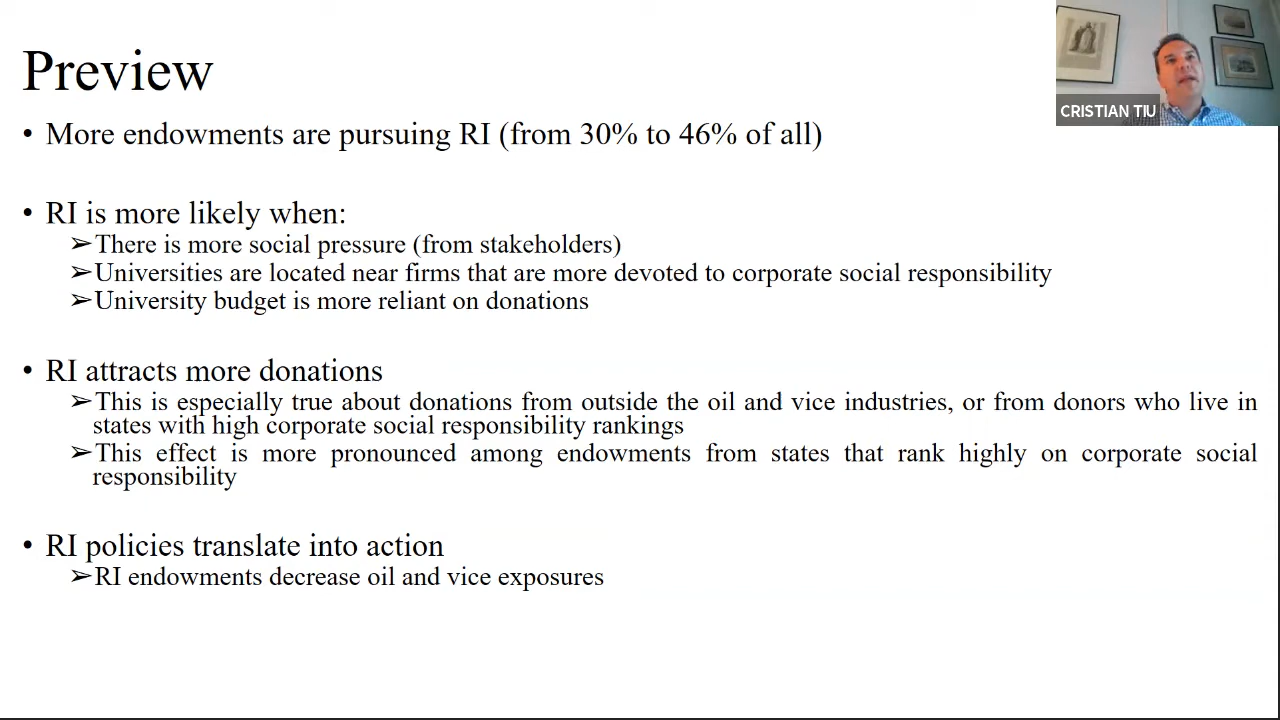 Preview
• More endowments are pursuing RI (from 30% to 46% of all)
• RI is more likely when:
➢There is more social pressure (from stakeholders)
➢Universities are located near firms that are more devoted to corporate social responsibility
➢University budget is more reliant on donations
• RI attracts more donations
➢This is especially true about donations from outside the oil and vice industries, or from donors who live in
states with high corporate social responsibility rankings
➢This effect is more pronounced among endowments from states that rank highly on corporate social
responsibility
• RI policies translate into action
➢RI endowments decrease oil and vice exposures
CRISTIAN TIU